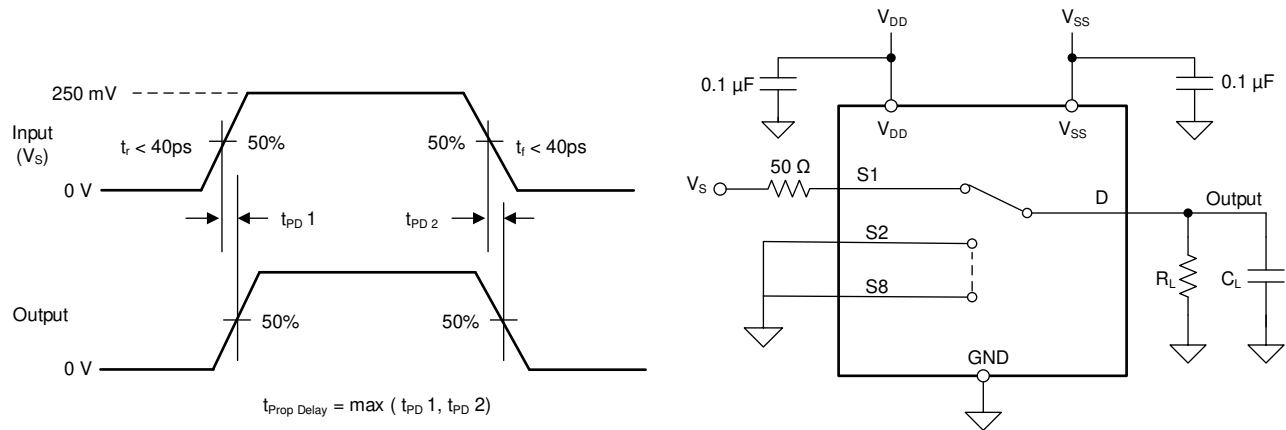 250 mV
Input
(VS)
tr < 40ps
50%
50%
tf < 40ps
0 V
tPD 1
tPD 2
Output
50%
50%
0 V
tProp Delay = max ( tPD 1, tPD 2)
VDD
VSS
0.1 µF
0.1 µF
VDD
VSS
50 Ω
VS
S1
D
Output
S2
S8
RL
CL
GND